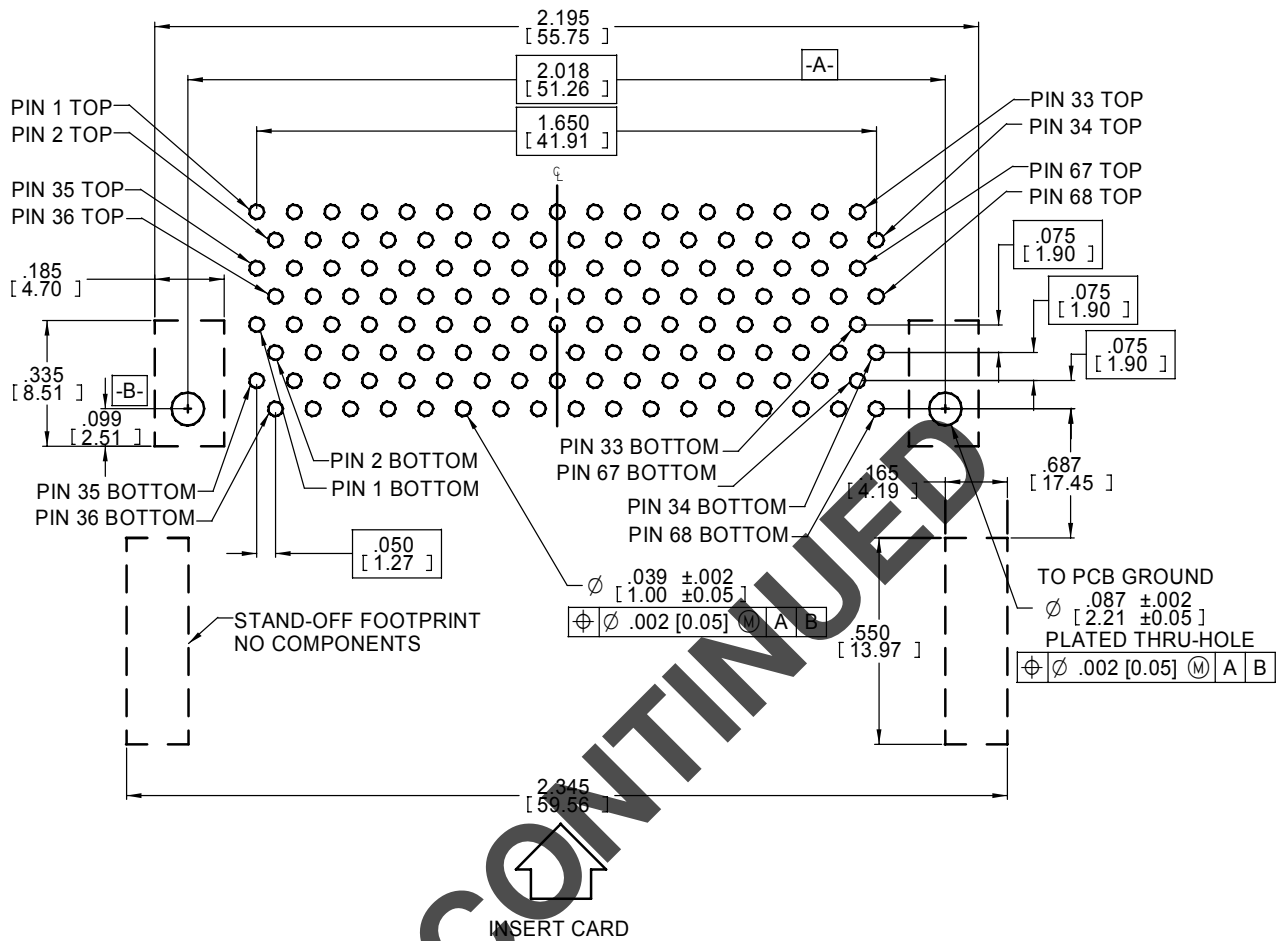 2.195
[ 55.75 ]
2.018
[ 51.26 ]
-A-
1.650
[ 41.91 ]
PIN 1 TOP
PIN 2 TOP
PIN 35 TOP
PIN 36 TOP
PIN 33 TOP
PIN 34 TOP
PIN 67 TOP
PIN 68 TOP
℄
.185
[ 4.70 ]
.075
[ 1.90 ]
.075
[ 1.90 ]
.075
[ 1.90 ]
.335
[ 8.51 ]
-B-
.099
[ 2.51 ]
PIN 2 BOTTOM
PIN 1 BOTTOM
PIN 35 BOTTOM
PIN 36 BOTTOM
PIN 33 BOTTOM
PIN 67 BOTTOM
PIN 34 BOTTOM
PIN 68 BOTTOM
.165
[ 4.19 ]
.687
[ 17.45 ]
.050
[ 1.27 ]
Ø .039 ±.002
[ 1.00 ±0.05 ]
⌖ Ø .002 [0.05] Ⓜ A B
STAND-OFF FOOTPRINT
NO COMPONENTS
.550
[ 13.97 ]
TO PCB GROUND
Ø .087 ±.002
[ 2.21 ±0.05 ]
PLATED THRU-HOLE
⌖ Ø .002 [0.05] Ⓜ A B
2.345
[ 59.56 ]
INSERT CARD
CONTINUED